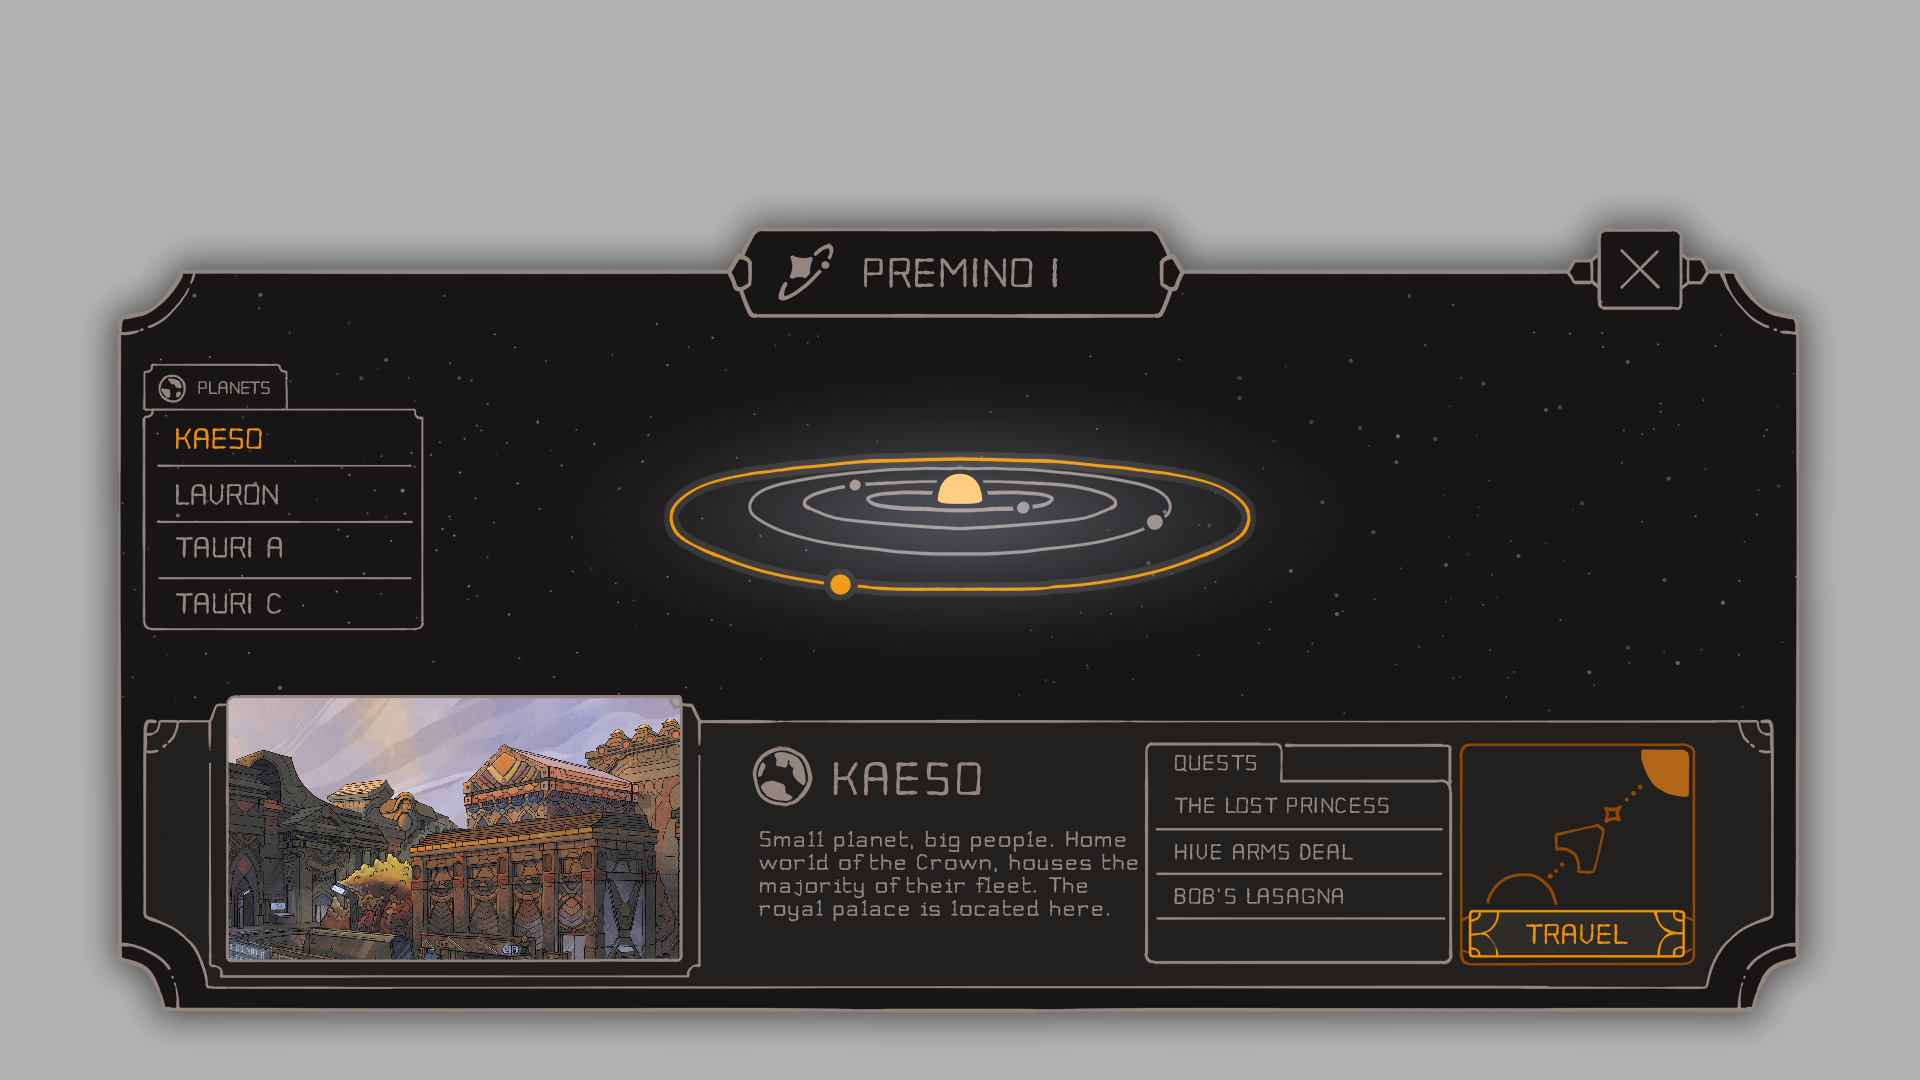 PREMINO I
PLANETS
KAESO
LAVRON
TAURI A
TAURI C
KAESO
Small planet, big people. Home
world of the Crown, houses the
majority of their fleet. The
royal palace is located here.
QUESTS
THE LOST PRINCESS
HIVE ARMS DEAL
BOB'S LASAGNA
TRAVEL